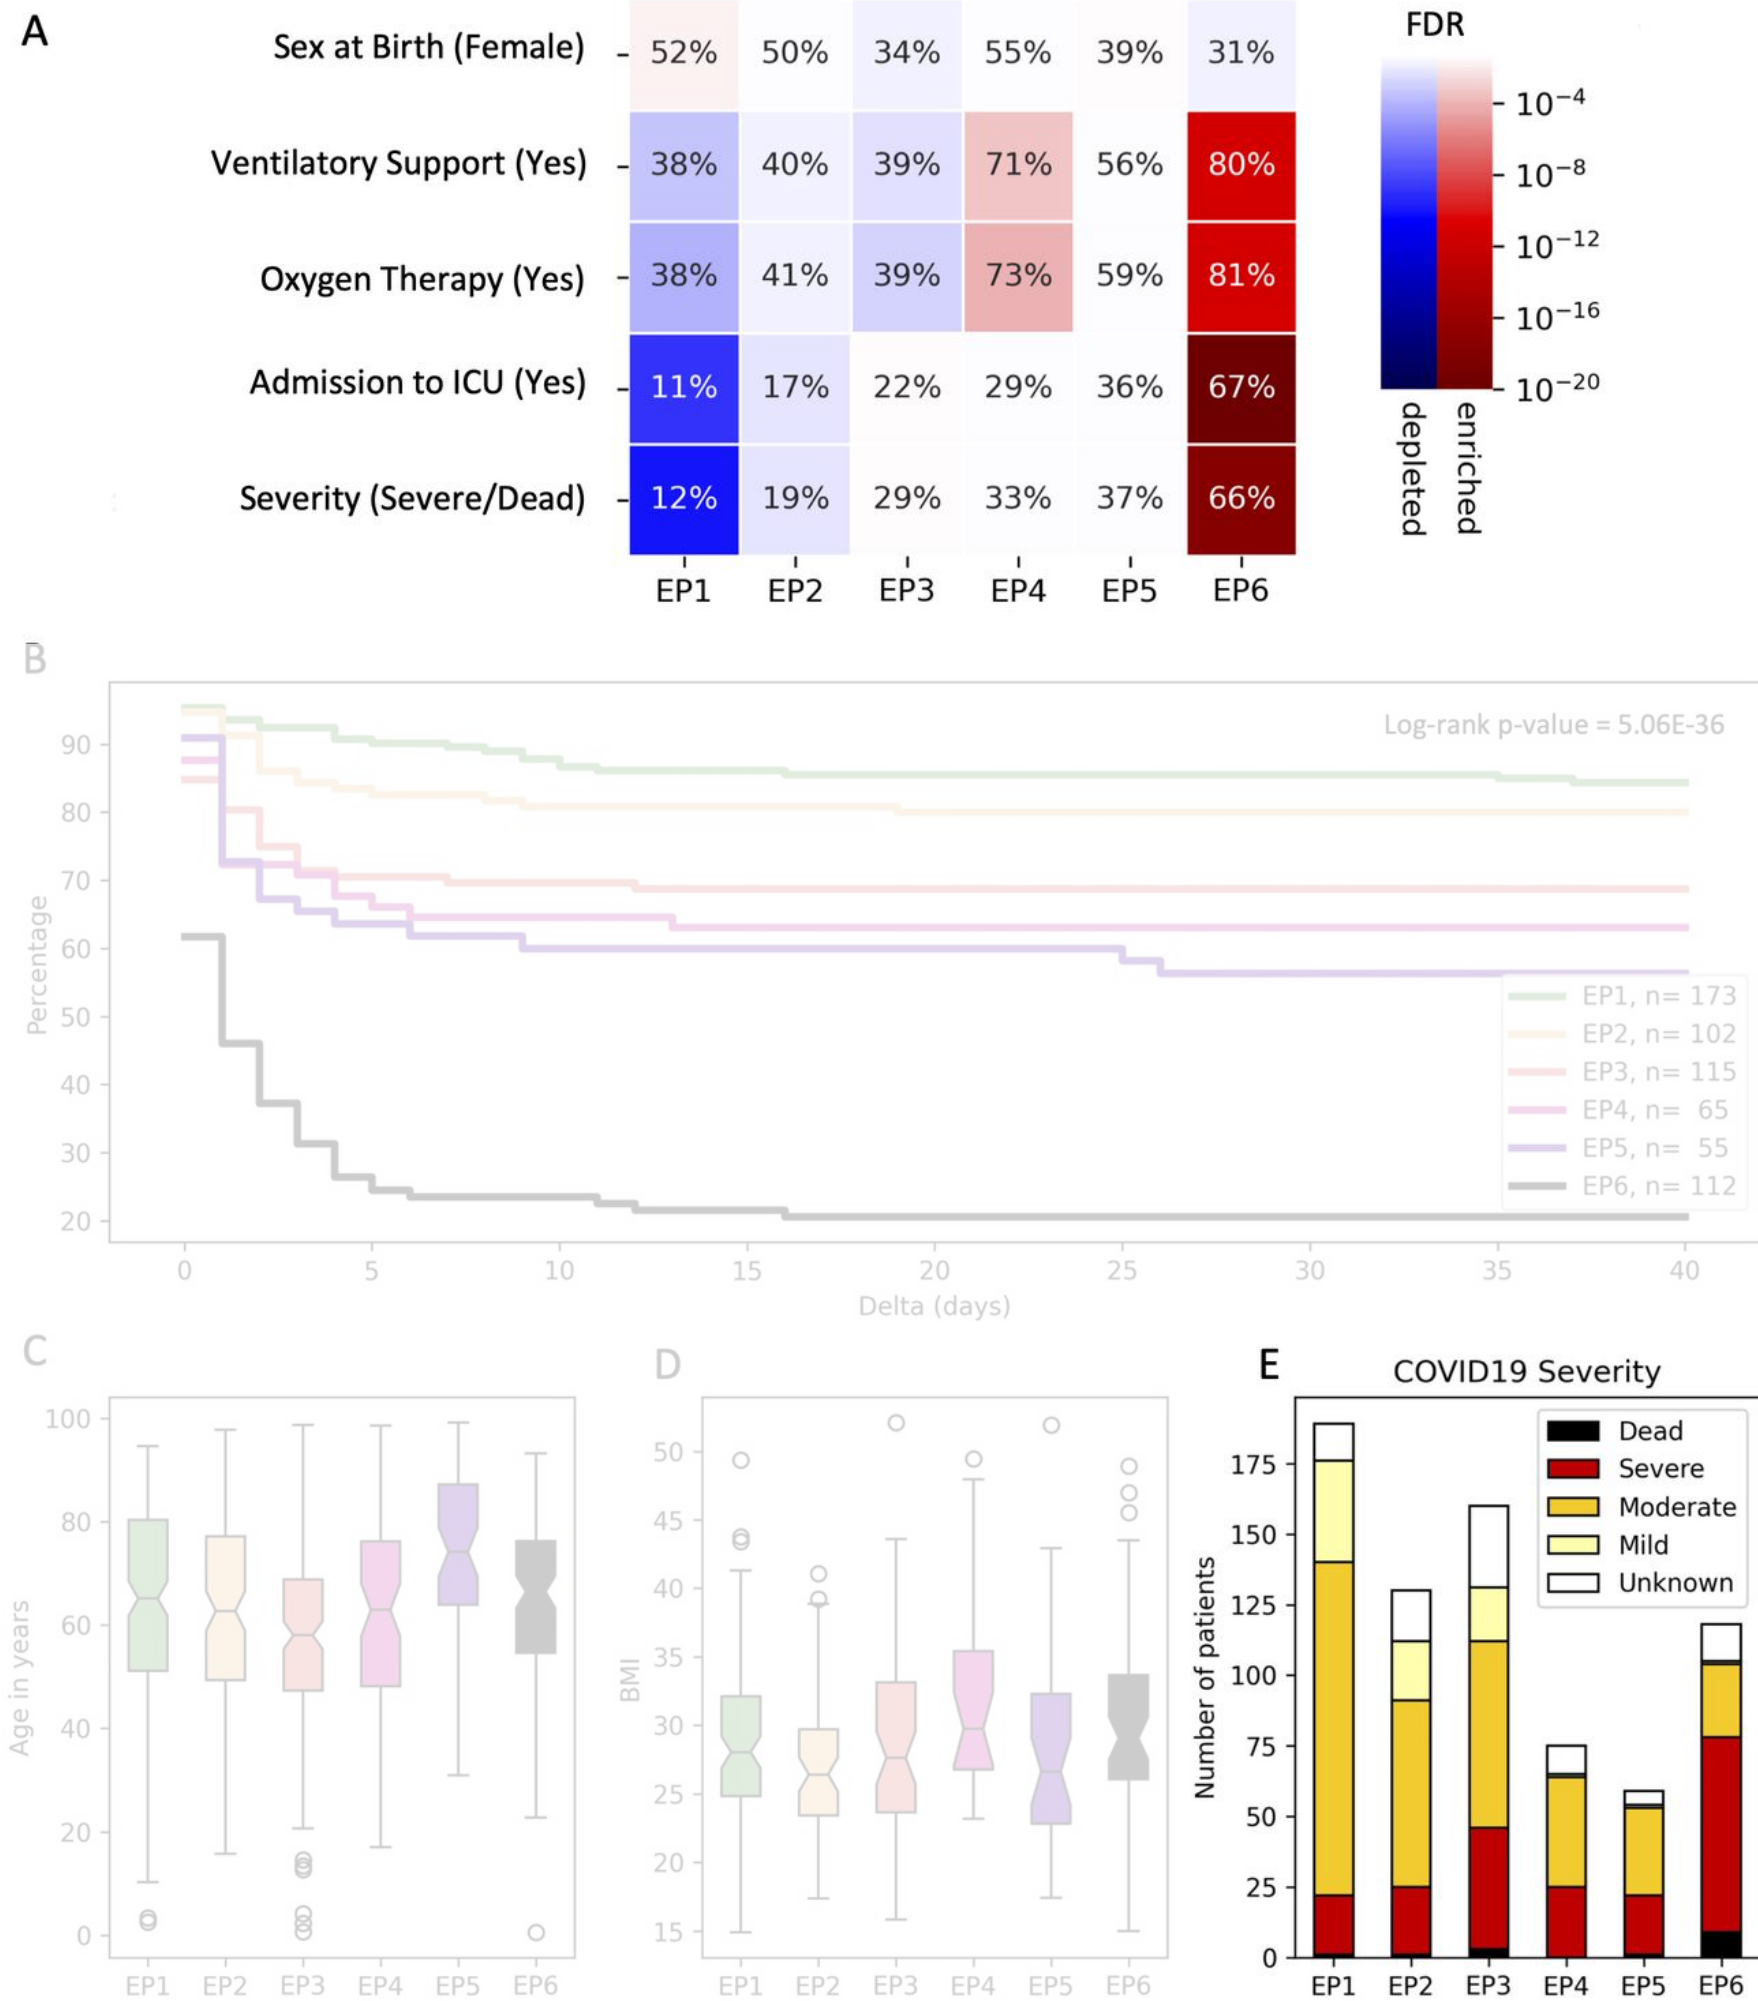 A
FDR
Sex at Birth (Female) 52% 50% 34% 55% 39% 31%
Ventilatory Support (Yes) 38% 40% 39% 71% 56% 80%
Oxygen Therapy (Yes) 38% 41% 39% 73% 59% 81%
Admission to ICU (Yes) 11% 17% 22% 29% 36% 67%
Severity (Severe/Dead) 12% 19% 29% 33% 37% 66%
EP1 EP2 EP3 EP4 EP5 EP6
10⁻⁴
10⁻⁸
10⁻¹²
10⁻¹⁶
10⁻²⁰
depleted
enriched
B
Log-rank p-value = 5.06E-36
Percentage
90
80
70
60
50
40
30
20
0 5 10 15 20 25 30 35 40
Delta (days)
EP1, n= 173
EP2, n= 102
EP3, n= 115
EP4, n= 65
EP5, n= 55
EP6, n= 112
C
Age in years
100
80
60
40
20
0
EP1 EP2 EP3 EP4 EP5 EP6
D
BMI
50
45
40
35
30
25
20
15
EP1 EP2 EP3 EP4 EP5 EP6
E
COVID19 Severity
Number of patients
175
150
125
100
75
50
25
0
Dead
Severe
Moderate
Mild
Unknown
EP1 EP2 EP3 EP4 EP5 EP6